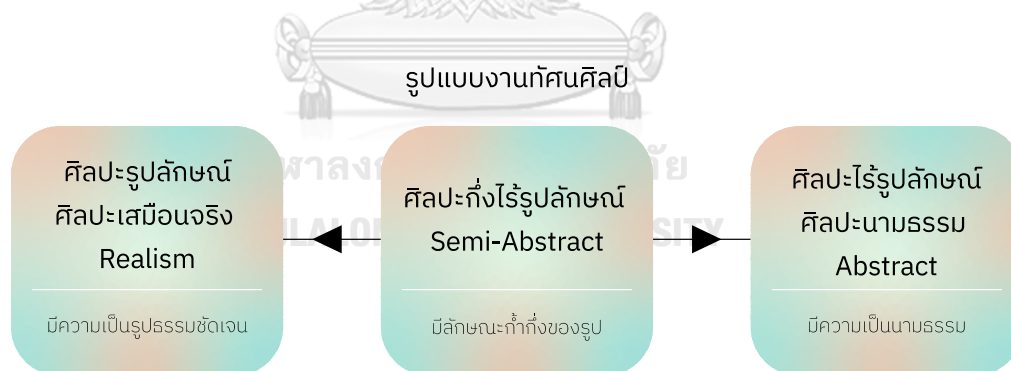 รูปแบบงานทัศนศิลป์
ศิลปะรูปลักษณ์
ศิลปะเสมือนจริง
Realism
มีความเป็นรูปธรรมชัดเจน
ศิลปะกึ่งไร้รูปลักษณ์
Semi-Abstract
มีลักษณะก้ำกึ่งของรูป
ศิลปะไร้รูปลักษณ์
ศิลปะนามธรรม
Abstract
มีความเป็นนามธรรม